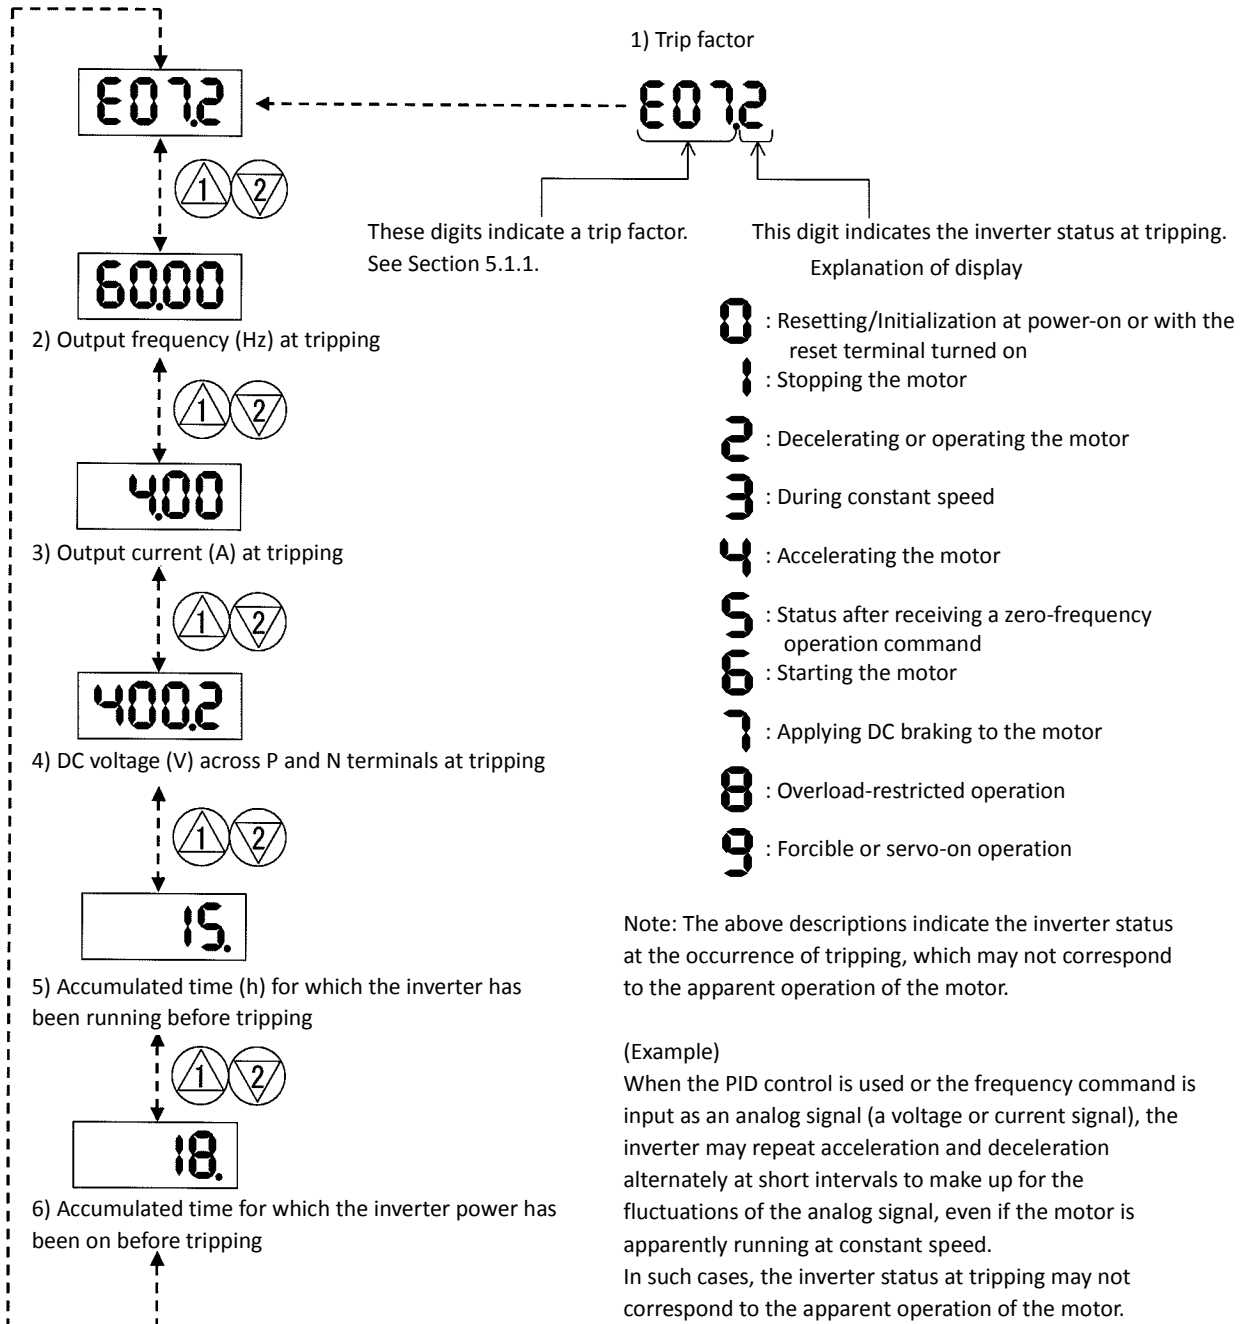 1) Trip factor
E07.2
E07.2
1 2
These digits indicate a trip factor.
See Section 5.1.1.
This digit indicates the inverter status at tripping.
Explanation of display
60.00
2) Output frequency (Hz) at tripping
1 2
4.00
3) Output current (A) at tripping
1 2
400.2
4) DC voltage (V) across P and N terminals at tripping
1 2
15.
5) Accumulated time (h) for which the inverter has
been running before tripping
1 2
18.
6) Accumulated time for which the inverter power has
been on before tripping
0 : Resetting/Initialization at power-on or with the
reset terminal turned on
1 : Stopping the motor
2 : Decelerating or operating the motor
3 : During constant speed
4 : Accelerating the motor
5 : Status after receiving a zero-frequency
operation command
6 : Starting the motor
7 : Applying DC braking to the motor
8 : Overload-restricted operation
9 : Forcible or servo-on operation
Note: The above descriptions indicate the inverter status
at the occurrence of tripping, which may not correspond
to the apparent operation of the motor.
(Example)
When the PID control is used or the frequency command is
input as an analog signal (a voltage or current signal), the
inverter may repeat acceleration and deceleration
alternately at short intervals to make up for the
fluctuations of the analog signal, even if the motor is
apparently running at constant speed.
In such cases, the inverter status at tripping may not
correspond to the apparent operation of the motor.